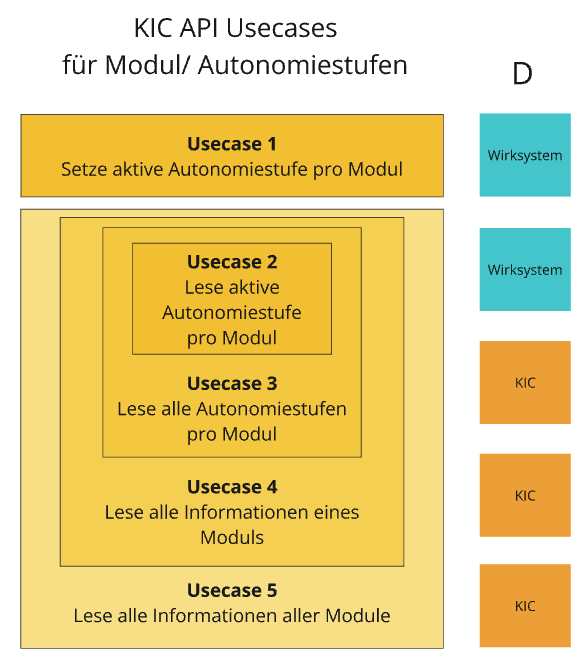 KIC API Usecases
für Modul/ Autonomiestufen
D
Usecase 1
Setze aktive Autonomiestufe pro Modul
Wirksystem
Usecase 2
Lese aktive
Autonomiestufe
pro Modul
Wirksystem
Usecase 3
Lese alle Autonomiestufen
pro Modul
KIC
Usecase 4
Lese alle Informationen eines
Moduls
KIC
Usecase 5
Lese alle Informationen aller Module
KIC